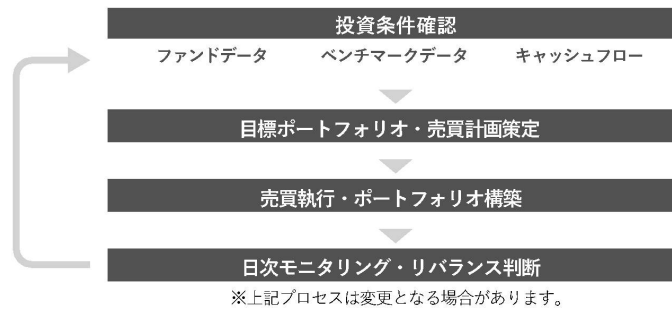 投資条件確認
ファンドデータ ベンチマークデータ キャッシュフロー
目標ポートフォリオ・売買計画策定
売買執行・ポートフォリオ構築
日次モニタリング・リバランス判断
※上記プロセスは変更となる場合があります。